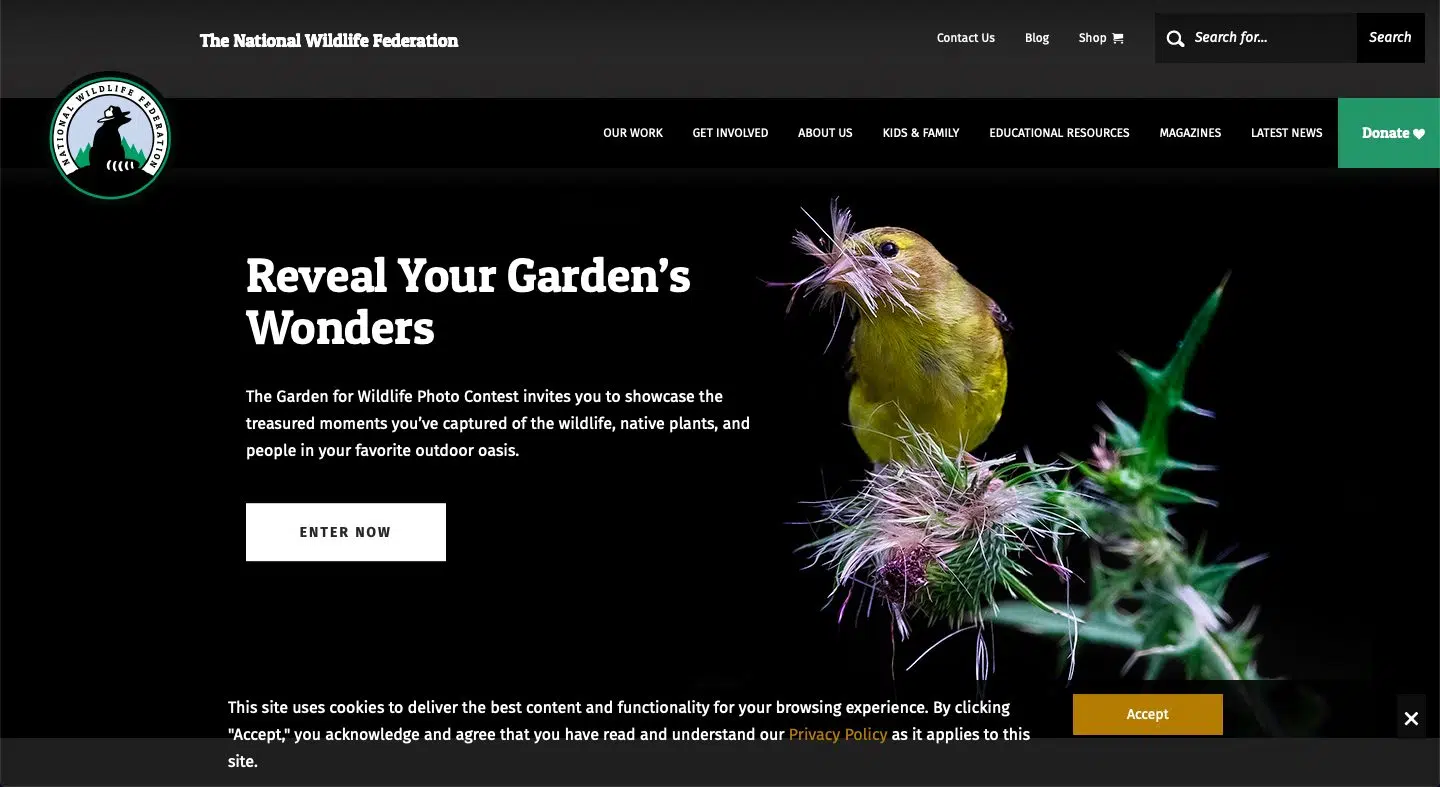 The National Wildlife Federation
Contact Us
Blog
Shop
Search for...
Search
NATIONAL WILDLIFE FEDERATION
OUR WORK
GET INVOLVED
ABOUT US
KIDS & FAMILY
EDUCATIONAL RESOURCES
MAGAZINES
LATEST NEWS
Donate
Reveal Your Garden’s
Wonders
The Garden for Wildlife Photo Contest invites you to showcase the
treasured moments you’ve captured of the wildlife, native plants, and
people in your favorite outdoor oasis.
ENTER NOW
This site uses cookies to deliver the best content and functionality for your browsing experience. By clicking
"Accept," you acknowledge and agree that you have read and understand our Privacy Policy as it applies to this
site.
Accept